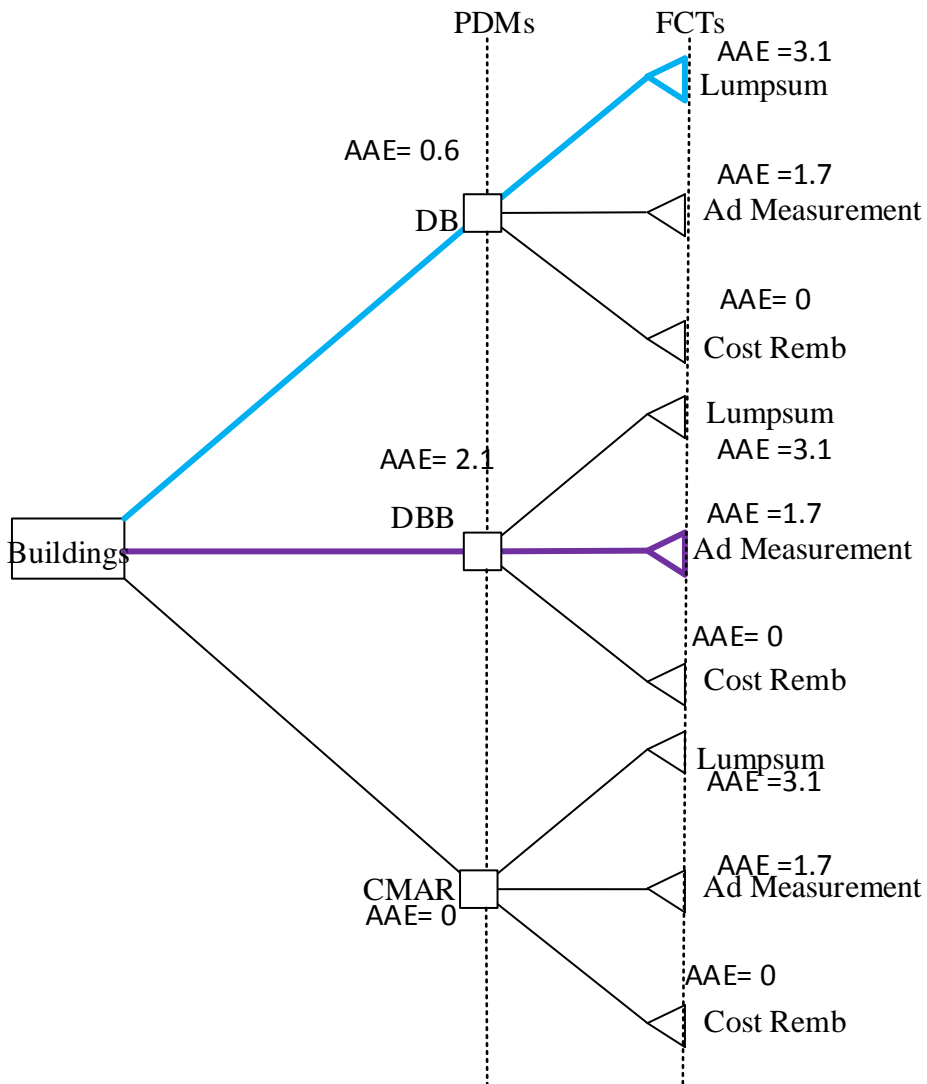 PDMs
FCTs
AAE =3.1
Lumpsum
AAE= 0.6
AAE =1.7
DB
Ad Measurement
AAE= 0
Cost Remb
Lumpsum
AAE =3.1
AAE= 2.1
DBB
AAE =1.7
Ad Measurement
Buildings
AAE= 0
Cost Remb
Lumpsum
AAE =3.1
AAE =1.7
Ad Measurement
CMAR
AAE= 0
AAE= 0
Cost Remb